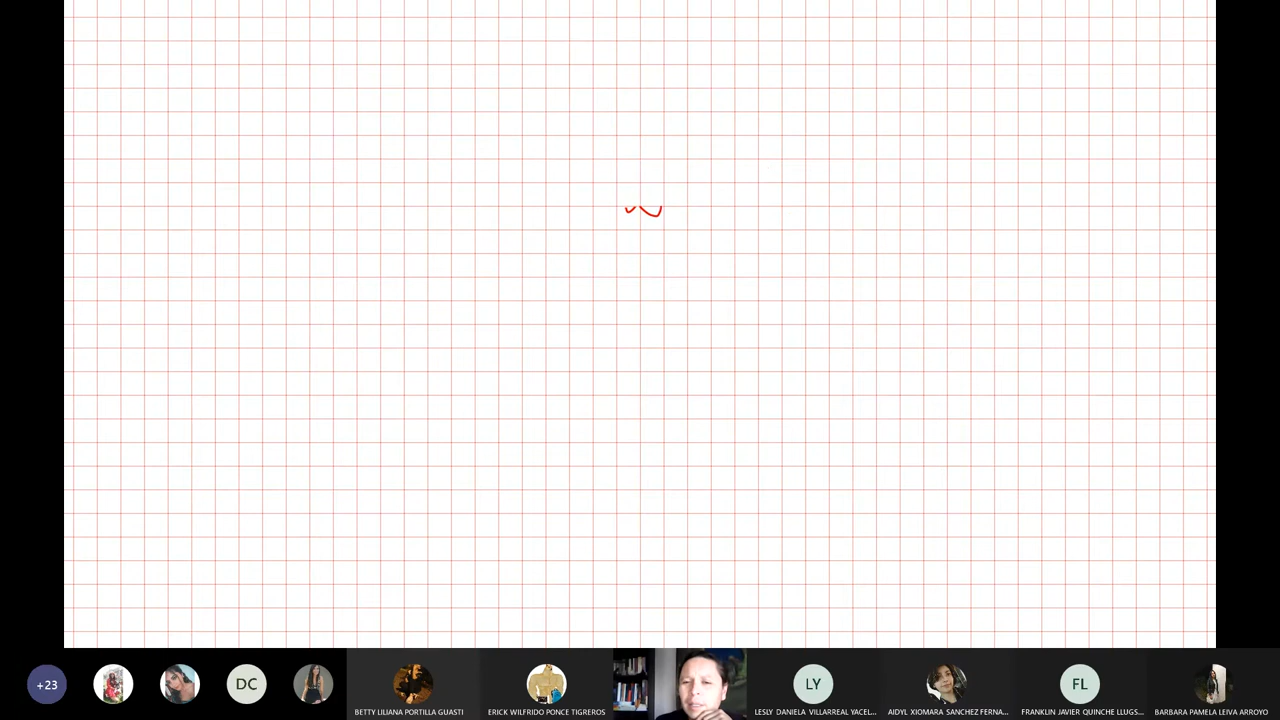 +23
DC
BETTY LILIANA PORTILLA GUASTI
ERICK WILFRIDO PONCE TIGREROS
LY
LESLY DANIELA VILLARREAL YACEL...
AIDYL XIOMARA SANCHEZ FERNA...
FL
FRANKLIN JAVIER QUINCHE LLUGS...
BARBARA PAMELA LEIVA ARROYO